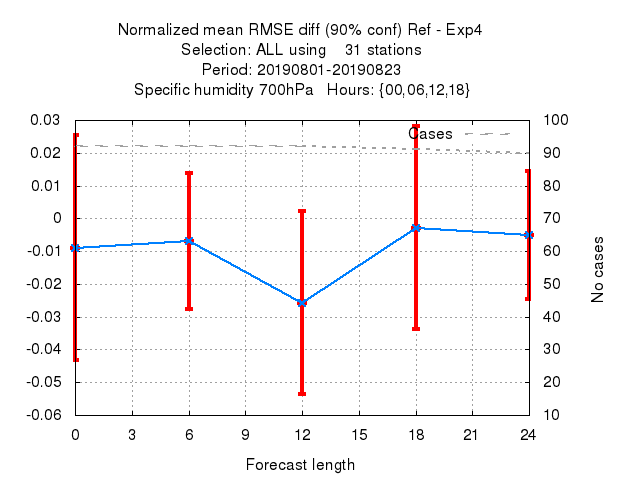 Normalized mean RMSE diff (90% conf) Ref - Exp4
Selection: ALL using 31 stations
Period: 20190801-20190823
Specific humidity 700hPa Hours: {00,06,12,18}
0.03 100
Cases
0.02 90
0.01 80
0 70
-0.01 60
-0.02 50
-0.03 40
-0.04 30
-0.05 20
-0.06 10
No cases
0 3 6 9 12 15 18 21 24
Forecast length